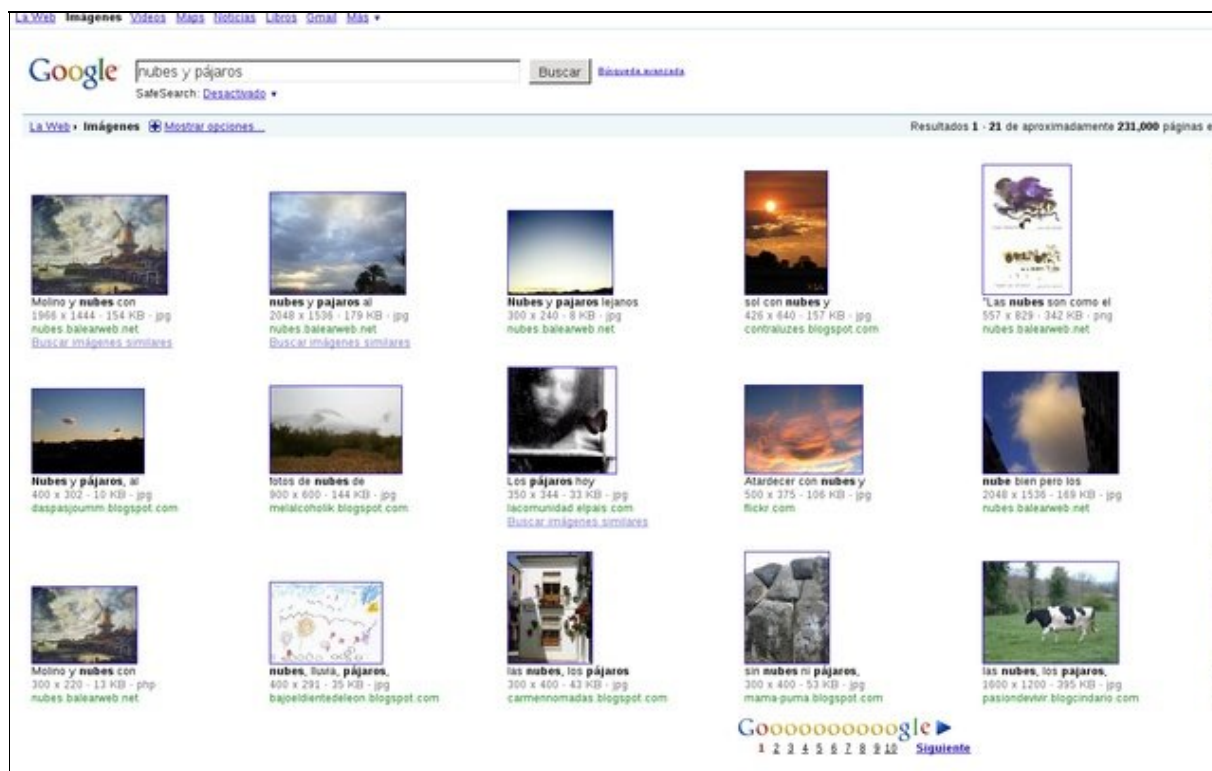 La Web Imágenes Vídeos Maps Noticias Libros Gmail Más ▾
Google nubes y pájaros Buscar Búsqueda avanzada
SafeSearch: Desactivado ▾
La Web › Imágenes Mostrar opciones... Resultados 1 - 21 de aproximadamente 231,000 páginas e
Molino y nubes con
1966 x 1444 - 154 KB - jpg
nubes.balearweb.net
Buscar imágenes similares
nubes y pajaros al
2048 x 1536 - 179 KB - jpg
nubes.balearweb.net
Buscar imágenes similares
Nubes y pajaros lejanos
300 x 240 - 8 KB - jpg
nubes.balearweb.net
sol con nubes y
426 x 640 - 157 KB - jpg
contraluzes.blogspot.com
"Las nubes son como el
557 x 829 - 342 KB - png
nubes.balearweb.net
Nubes y pájaros, al
400 x 302 - 10 KB - jpg
daspasjoumm.blogspot.com
fotos de nubes de
900 x 600 - 144 KB - jpg
melalcoholik.blogspot.com
Los pájaros hoy
350 x 344 - 33 KB - jpg
lacomunidad.elpais.com
Buscar imágenes similares
Atardecer con nubes y
500 x 375 - 106 KB - jpg
flickr.com
nube bien pero los
2048 x 1536 - 169 KB - jpg
nubes.balearweb.net
Molino y nubes con
300 x 220 - 13 KB - php
nubes.balearweb.net
nubes, lluvia, pájaros,
400 x 291 - 35 KB - jpg
bajoeldientedeleon.blogspot.com
las nubes, los pájaros
300 x 400 - 43 KB - jpg
carmennomadas.blogspot.com
sin nubes ni pájaros,
300 x 400 - 53 KB - jpg
mama-puma.blogspot.com
las nubes, los pajaros,
1600 x 1200 - 395 KB - jpg
pasiondevivir.blogcindario.com
Goooooooooogle
1 2 3 4 5 6 7 8 9 10 Siguiente